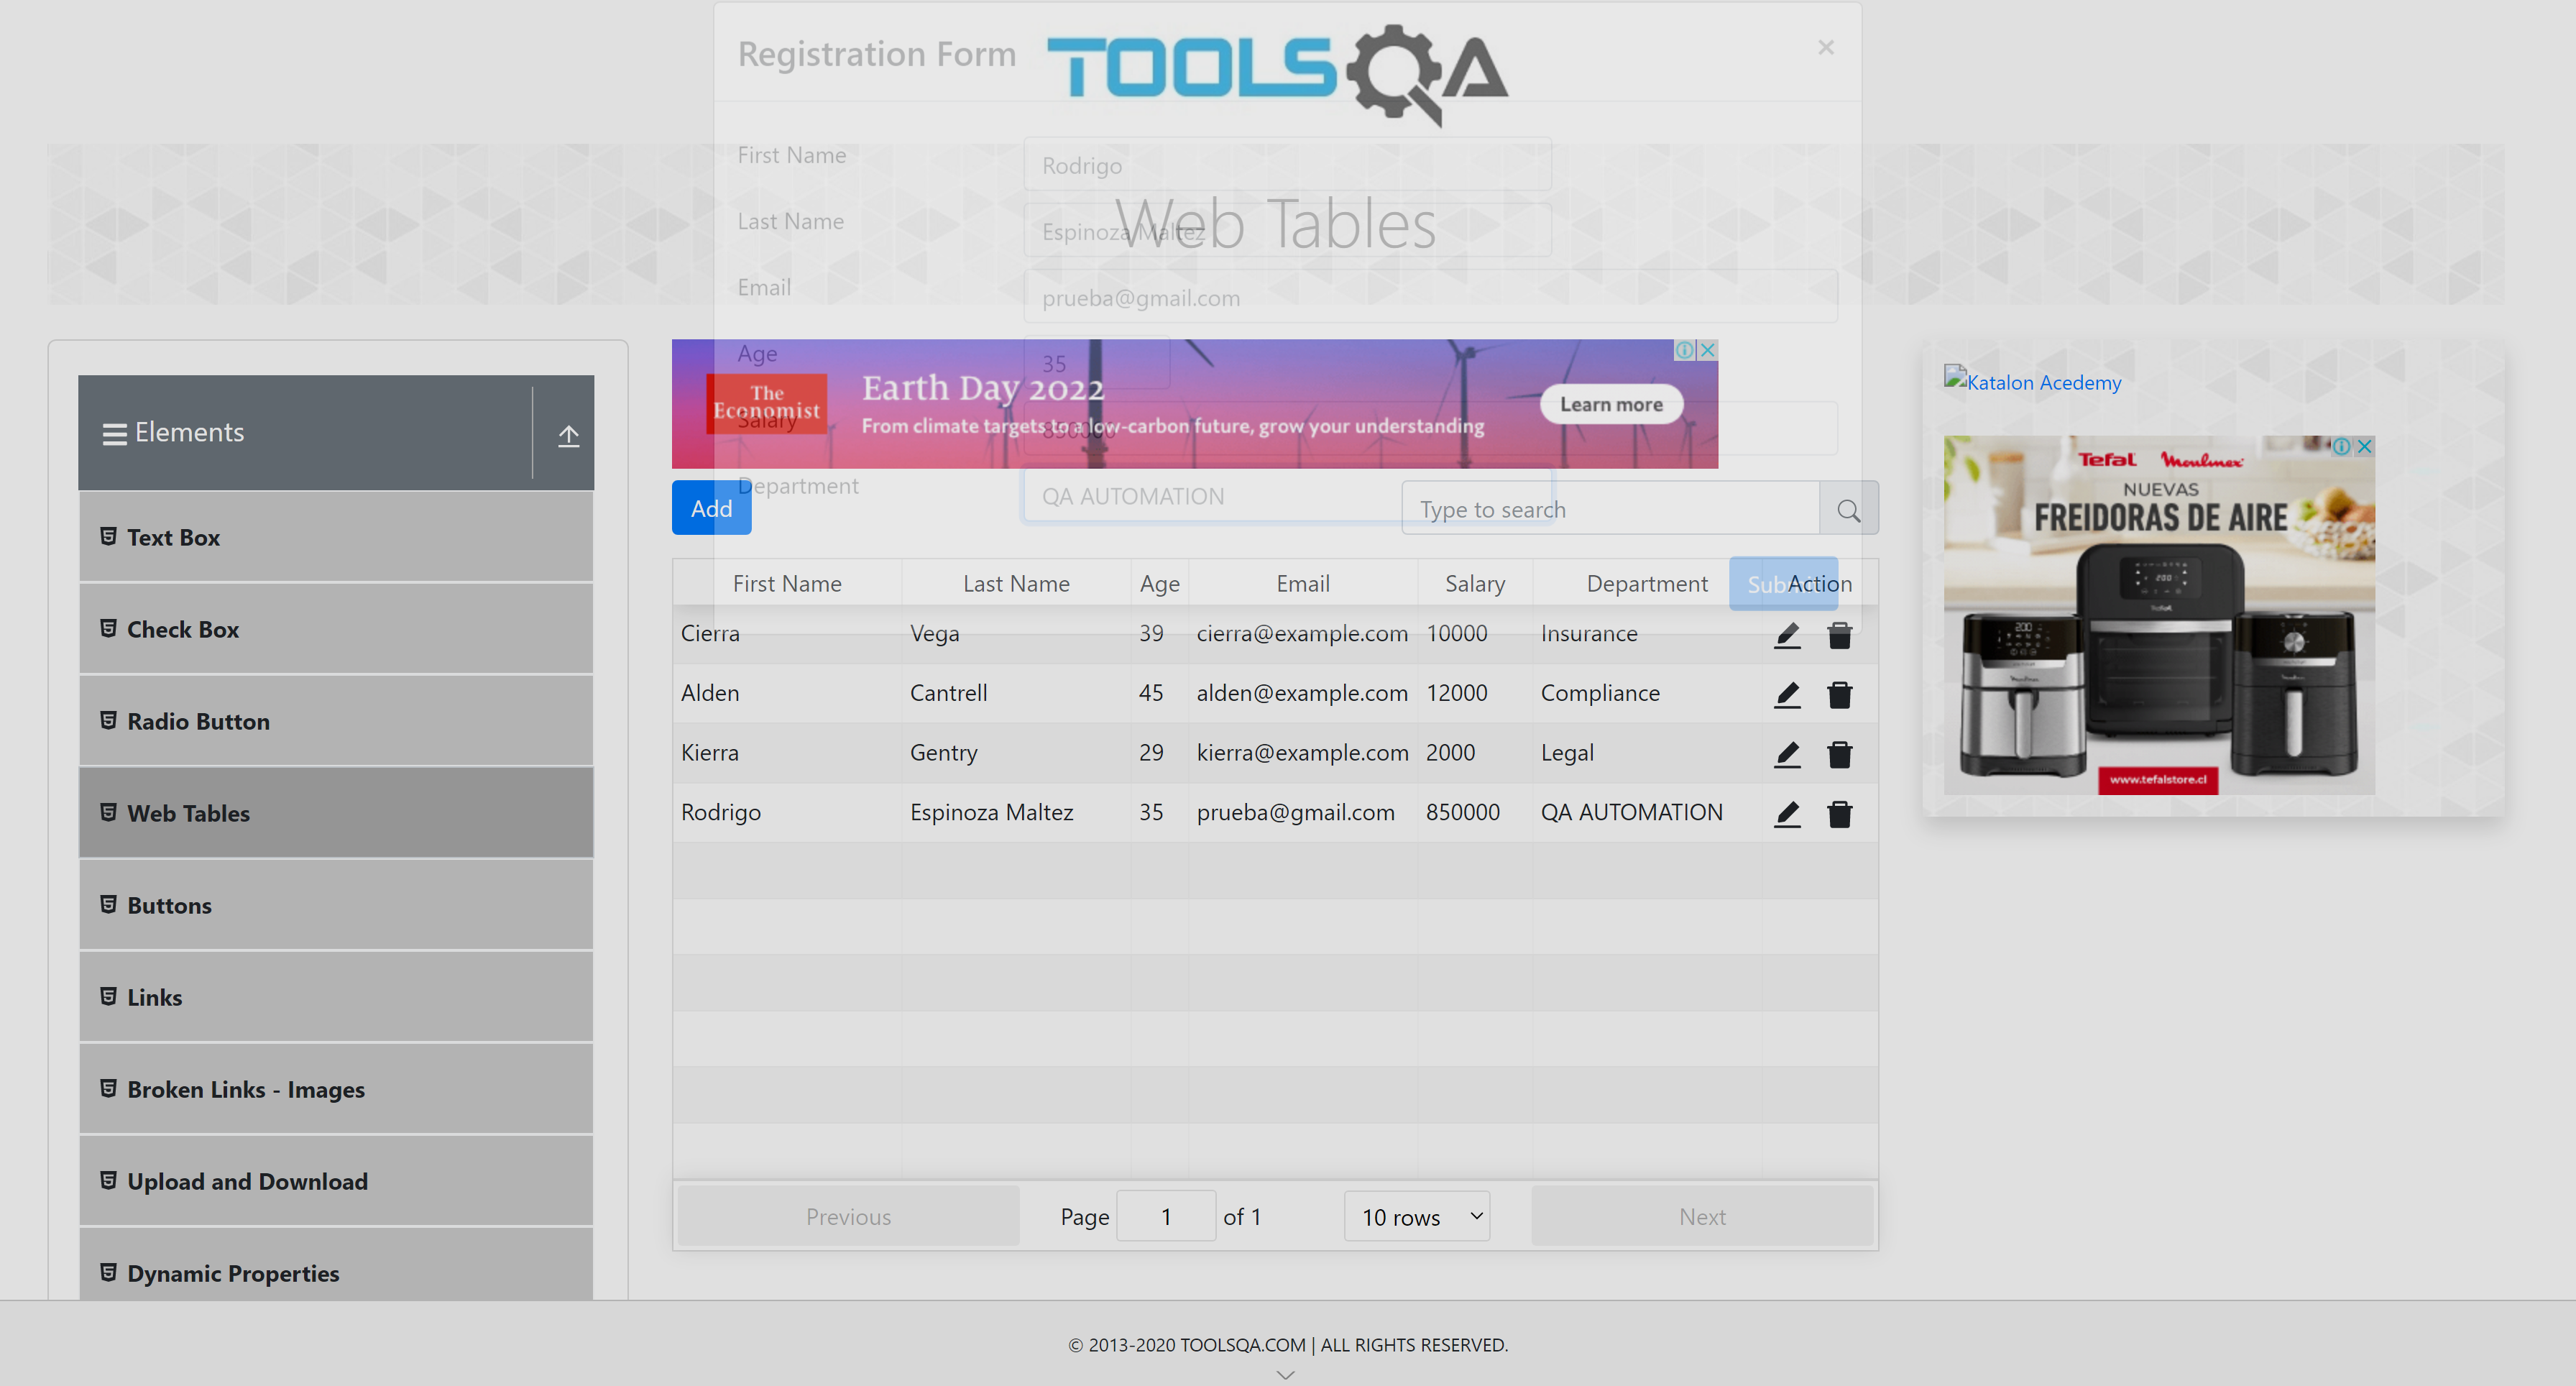 Registration Form
TOOLSQA
×
First Name
Rodrigo
Web Tables
Last Name
Espinoza Maltez
Email
prueba@gmail.com
Age
35
The Economist
Earth Day 2022
From climate targets to a low-carbon future, grow your understanding
Learn more
Salary
850000
Department
QA AUTOMATION
Add
Type to search
Submit
First Name Last Name Age Email Salary Department Action
Cierra Vega 39 cierra@example.com 10000 Insurance
Alden Cantrell 45 alden@example.com 12000 Compliance
Kierra Gentry 29 kierra@example.com 2000 Legal
Rodrigo Espinoza Maltez 35 prueba@gmail.com 850000 QA AUTOMATION
Previous Page 1 of 1 10 rows Next
Elements
Text Box
Check Box
Radio Button
Web Tables
Buttons
Links
Broken Links - Images
Upload and Download
Dynamic Properties
Katalon Acedemy
Tefal Moulinex
NUEVAS
FREIDORAS DE AIRE
www.tefalstore.cl
© 2013-2020 TOOLSQA.COM | ALL RIGHTS RESERVED.